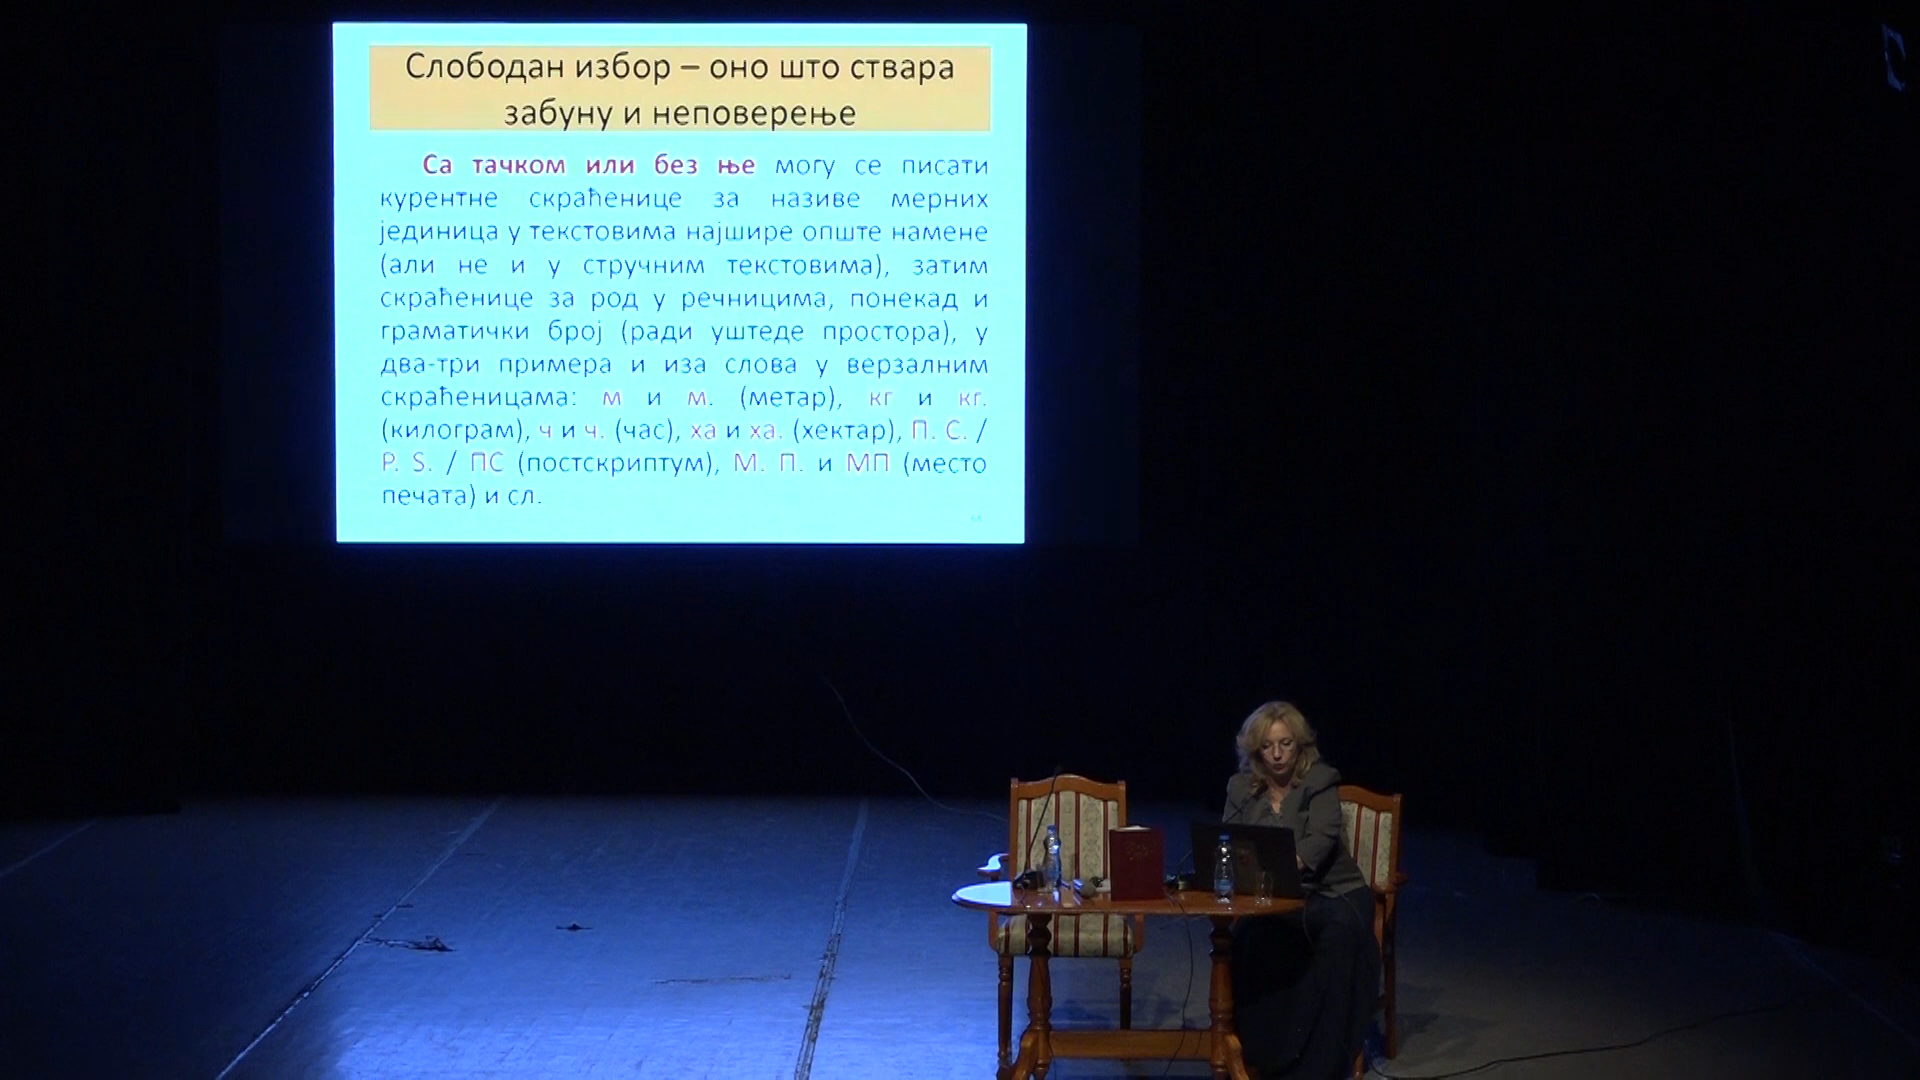 Слободан избор – оно што ствара
забуну и неповерење
Са тачком или без ње могу се писати
курентне скраћенице за називе мерних
јединица у текстовима најшире опште намене
(али не и у стручним текстовима), затим
скраћенице за род у речницима, понекад и
граматички број (ради уштеде простора), у
два-три примера и иза слова у верзалним
скраћеницама: м и м. (метар), кг и кг.
(килограм), ч и ч. (час), ха и ха. (хектар), П. С. /
P. S. / ПС (постскриптум), М. П. и МП (место
печата) и сл.